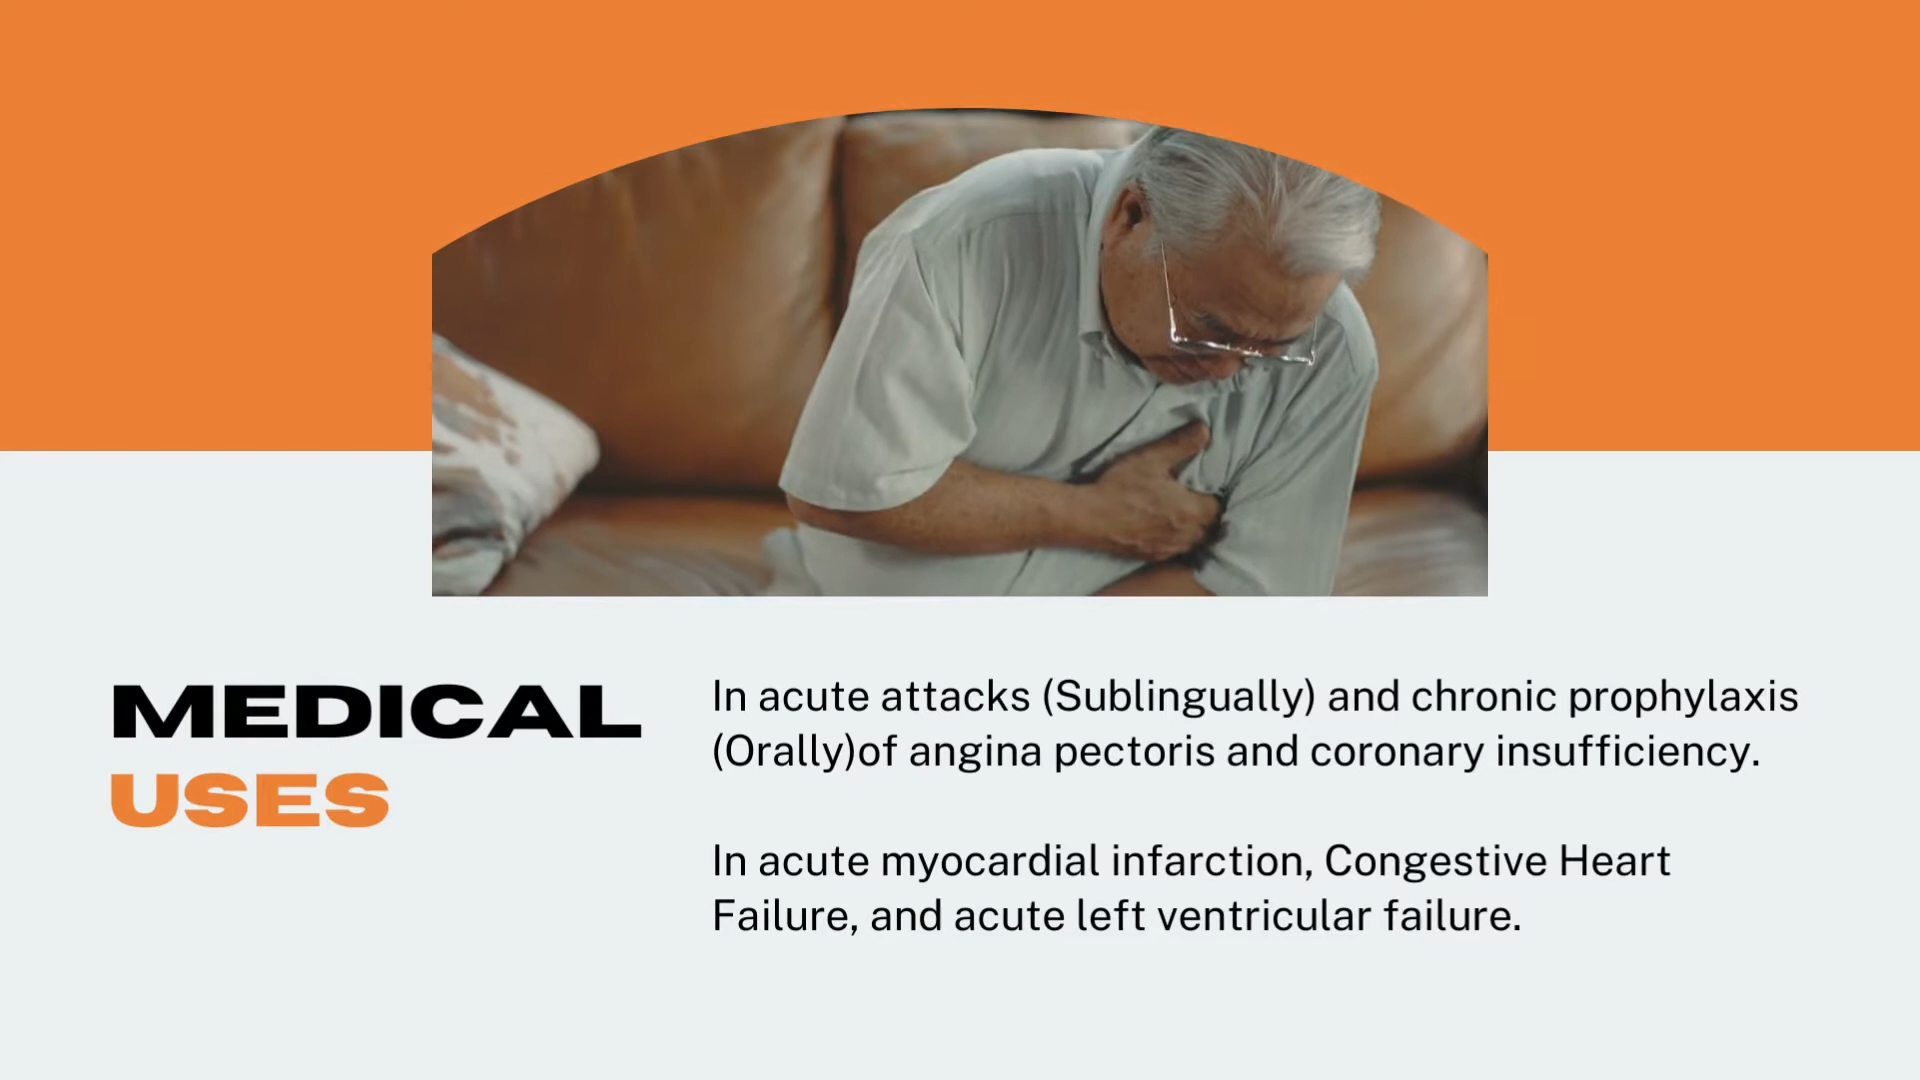 MEDICAL
USES
In acute attacks (Sublingually) and chronic prophylaxis
(Orally)of angina pectoris and coronary insufficiency.
In acute myocardial infarction, Congestive Heart
Failure, and acute left ventricular failure.